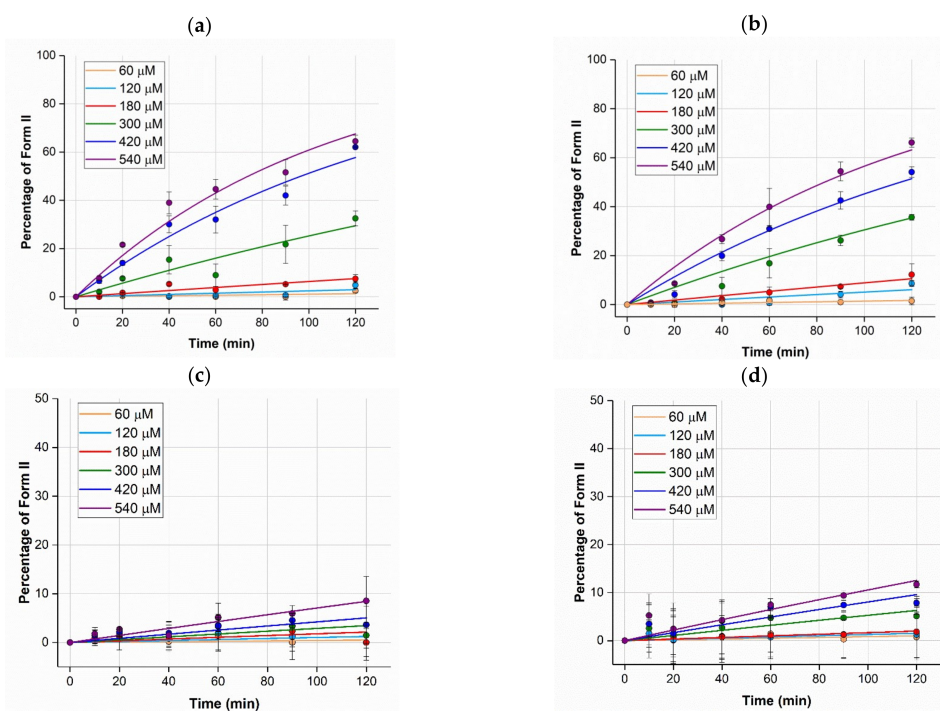 (a)
100
80
60
40
20
0
Percentage of Form II
60 μM
120 μM
180 μM
300 μM
420 μM
540 μM
0 20 40 60 80 100 120
Time (min)
(b)
100
80
60
40
20
0
Percentage of Form II
60 μM
120 μM
180 μM
300 μM
420 μM
540 μM
0 20 40 60 80 100 120
Time (min)
(c)
50
40
30
20
10
0
Percentage of Form II
60 μM
120 μM
180 μM
300 μM
420 μM
540 μM
0 20 40 60 80 100 120
Time (min)
(d)
50
40
30
20
10
0
Percentage of Form II
60 μM
120 μM
180 μM
300 μM
420 μM
540 μM
0 20 40 60 80 100 120
Time (min)